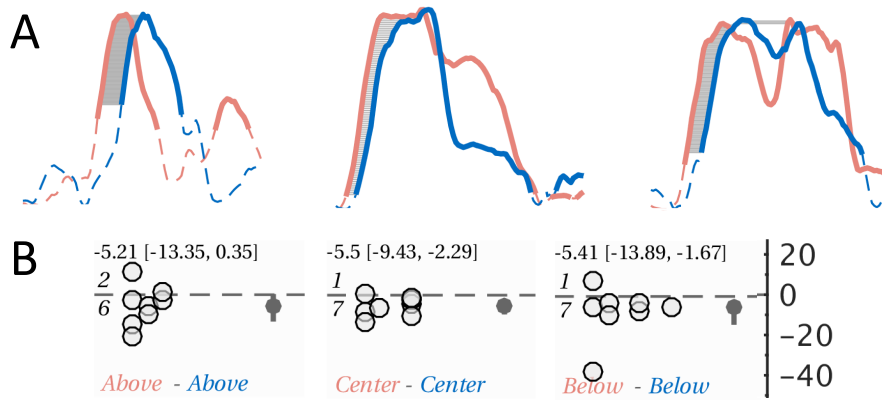 A
B
-5.21 [-13.35, 0.35]
2
6
Above - Above
-5.5 [-9.43, -2.29]
1
7
Center - Center
-5.41 [-13.89, -1.67]
1
7
Below - Below
20
0
-20
-40